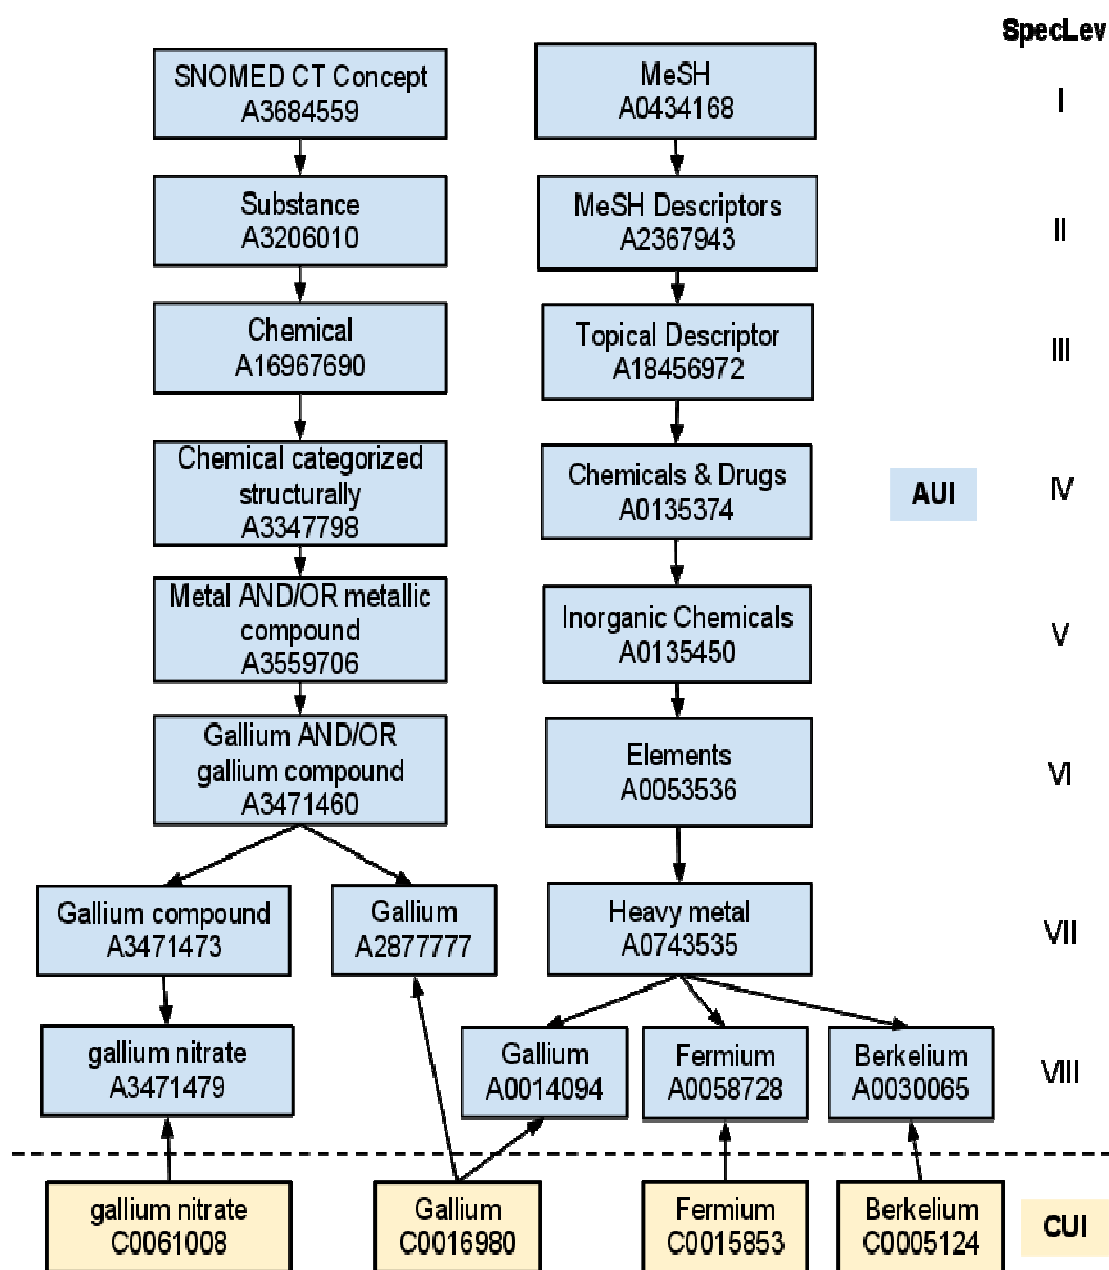 SpecLev
SNOMED CT Concept
A3684559
MeSH
A0434168
I
Substance
A3206010
MeSH Descriptors
A2367943
II
Chemical
A16967690
Topical Descriptor
A18456972
III
Chemical categorized
structurally
A3347798
Chemicals & Drugs
A0135374
AUI
IV
Metal AND/OR metallic
compound
A3559706
Inorganic Chemicals
A0135450
V
Gallium AND/OR
gallium compound
A3471460
Elements
A0053536
VI
Gallium compound
A3471473
Gallium
A2877777
Heavy metal
A0743535
VII
gallium nitrate
A3471479
Gallium
A0014094
Fermium
A0058728
Berkelium
A0030065
VIII
gallium nitrate
C0061008
Gallium
C0016980
Fermium
C0015853
Berkelium
C0005124
CUI